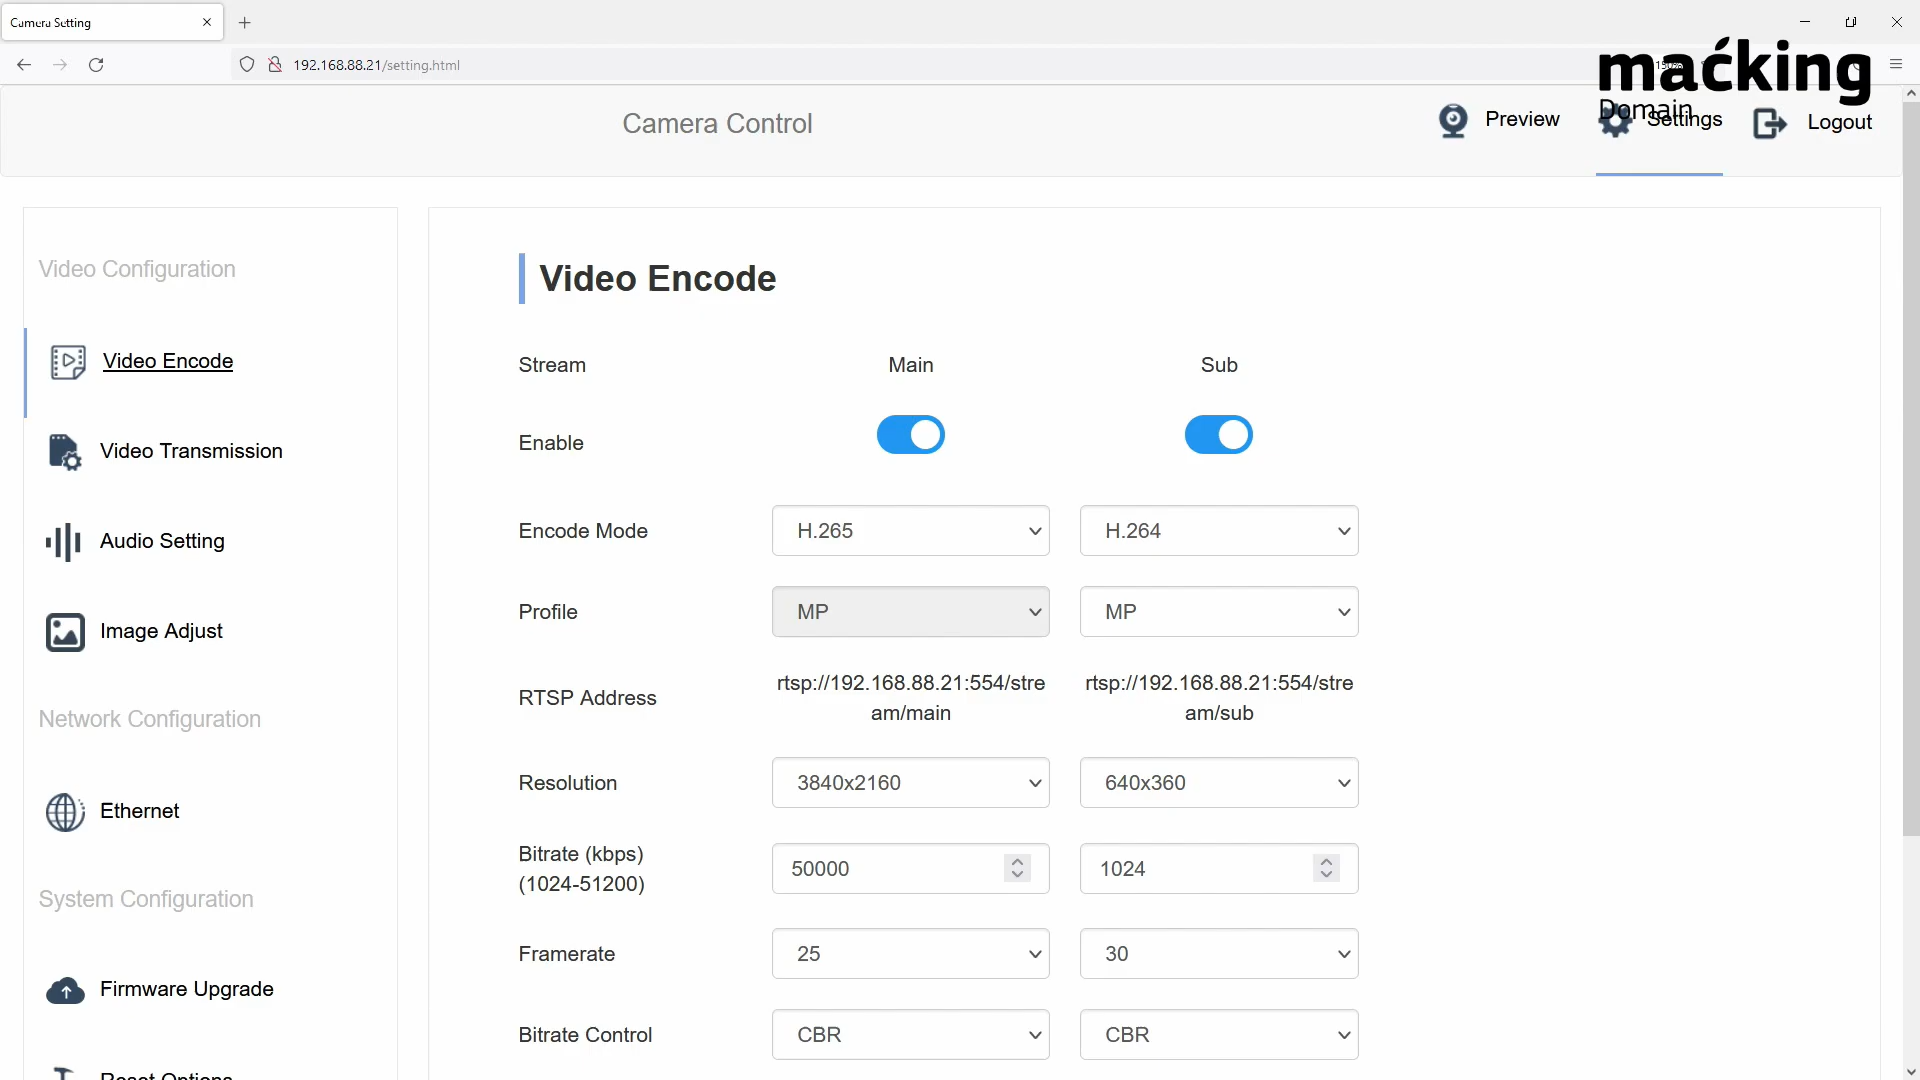 Camera Setting
192.168.88.21/setting.html
maćking
Domain
Camera Control
Preview
Settings
Logout
Video Configuration
Video Encode
Video Transmission
Audio Setting
Image Adjust
Network Configuration
Ethernet
System Configuration
Firmware Upgrade
Reset Options
Video Encode
Stream Main Sub
Enable
Encode Mode H.265 H.264
Profile MP MP
RTSP Address
rtsp://192.168.88.21:554/stre
am/main
rtsp://192.168.88.21:554/stre
am/sub
Resolution 3840x2160 640x360
Bitrate (kbps)
(1024-51200)
50000 1024
Framerate 25 30
Bitrate Control CBR CBR